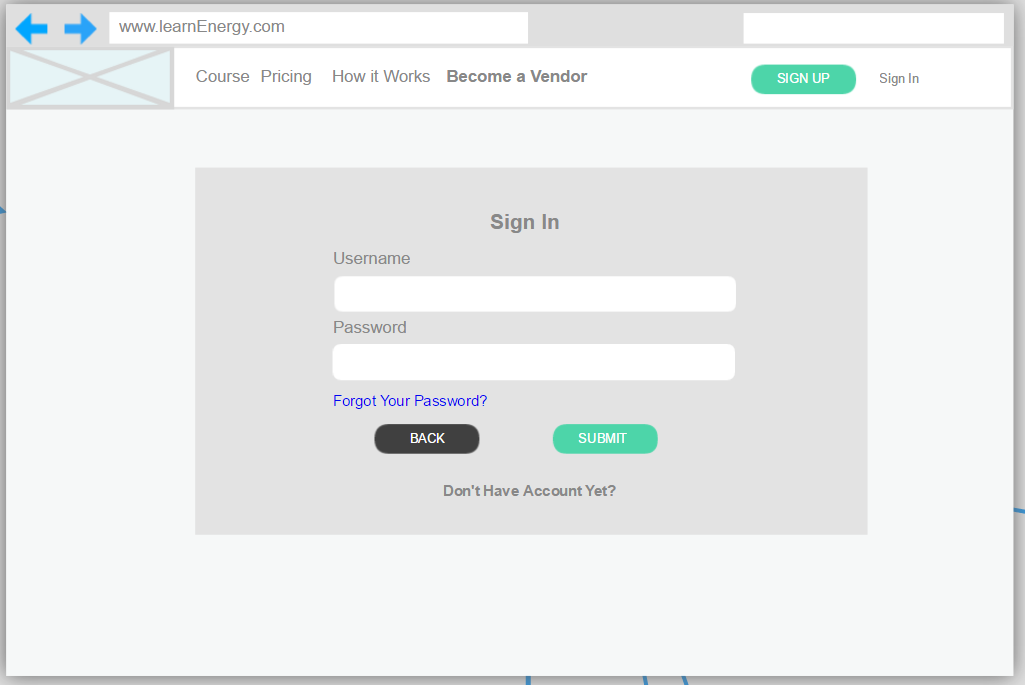 www.learnEnergy.com
Course Pricing How it Works Become a Vendor SIGN UP Sign In
Sign In
Username
Password
Forgot Your Password?
BACK SUBMIT
Don't Have Account Yet?